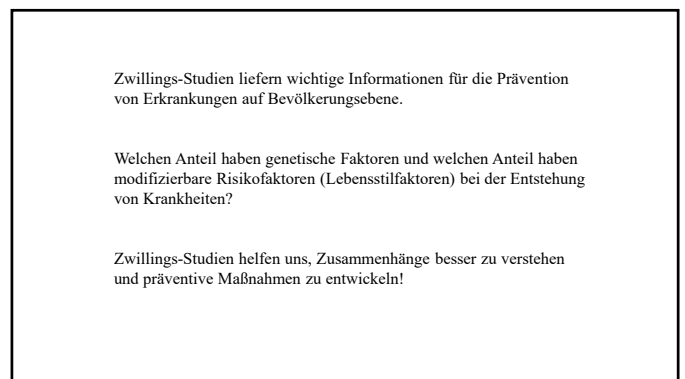 Zwillings-Studien liefern wichtige Informationen für die Prävention
von Erkrankungen auf Bevölkerungsebene.
Welchen Anteil haben genetische Faktoren und welchen Anteil haben
modifizierbare Risikofaktoren (Lebensstilfaktoren) bei der Entstehung
von Krankheiten?
Zwillings-Studien helfen uns, Zusammenhänge besser zu verstehen
und präventive Maßnahmen zu entwickeln!